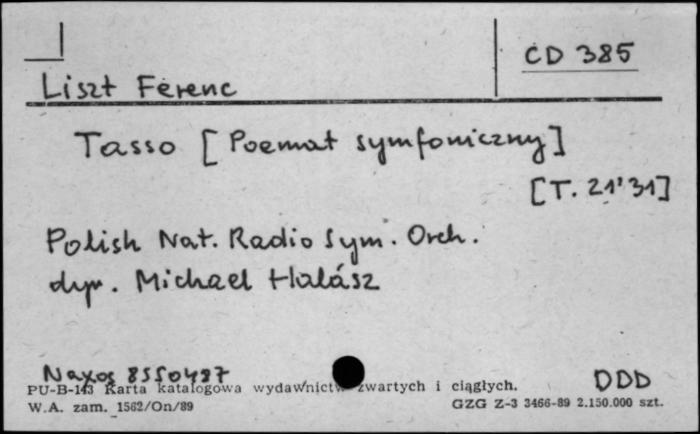 CD 385
Liszt Ferenc
Tasso [Poemat symfoniczny]
[T. 21'31]
Polish Nat. Radio Sym. Orch.
dyr. Michael Halász
Naxos 8550487 DDD
PU-B-143 Karta katalogowa wydawnictw zwartych i ciągłych.
W.A. zam. 1562/On/89 GZG Z-3 3466-89 2.150.000 szt.